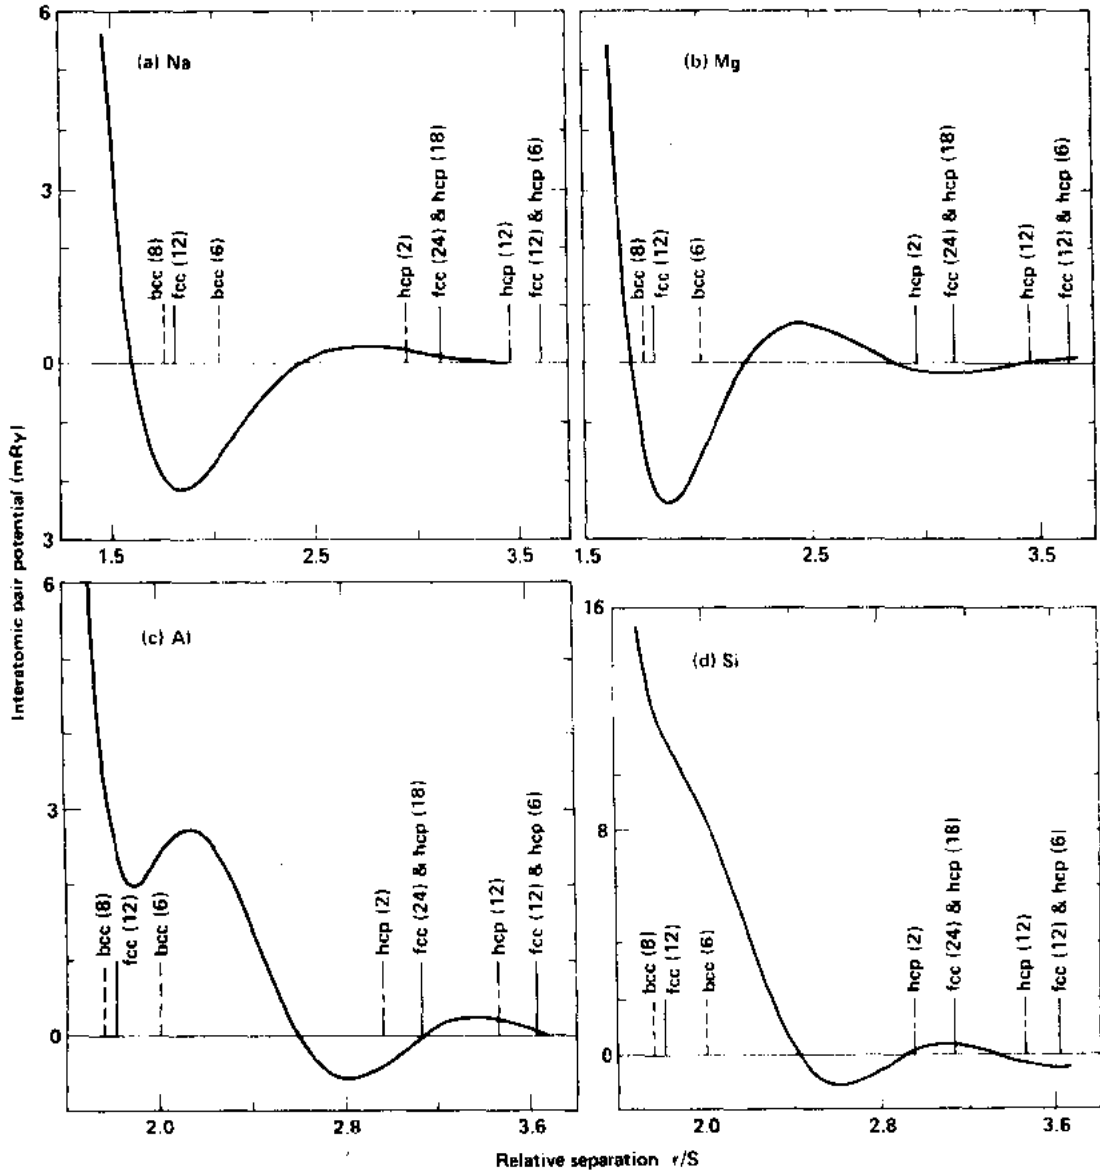 Interatomic pair potential (mRy)
(a) Na
6
3
0
3
bcc (8)
fcc (12)
bcc (6)
hcp (2)
fcc (24) & hcp (18)
hcp (12)
fcc (12) & hcp (6)
1.5
2.5
3.5
(b) Mg
bcc (8)
fcc (12)
bcc (6)
hcp (2)
fcc (24) & hcp (18)
hcp (12)
fcc (12) & hcp (6)
1.5
2.5
3.5
(c) Al
6
3
0
bcc (8)
fcc (12)
bcc (6)
hcp (2)
fcc (24) & hcp (18)
hcp (12)
fcc (12) & hcp (6)
2.0
2.8
3.6
(d) Si
16
8
0
bcc (8)
fcc (12)
bcc (6)
hcp (2)
fcc (24) & hcp (18)
hcp (12)
fcc (12) & hcp (6)
2.0
2.8
3.6
Relative separation r/S